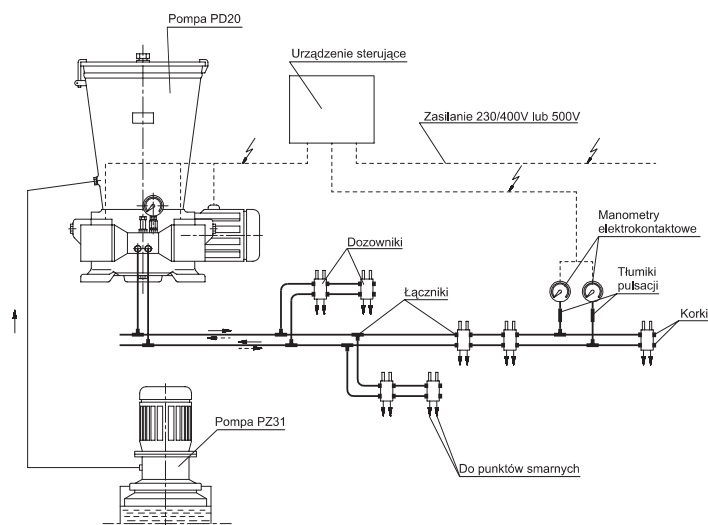 Pompa PD20
Urządzenie sterujące
Zasilanie 230/400V lub 500V
Manometry
elektrokontaktowe
Dozowniki
Tłumiki
pulsacji
Łączniki
Korki
Pompa PZ31
Do punktów smarnych